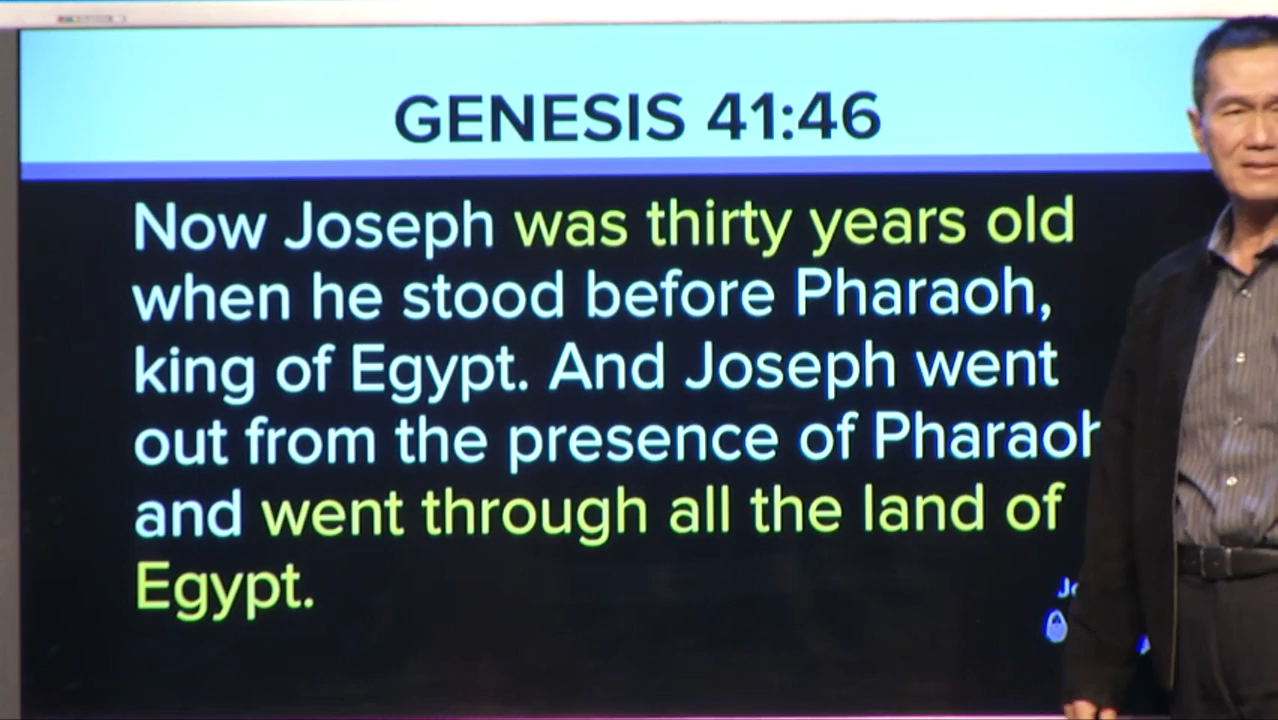 GENESIS 41:46
Now Joseph was thirty years old
when he stood before Pharaoh,
king of Egypt. And Joseph went
out from the presence of Pharaoh
and went through all the land of
Egypt.